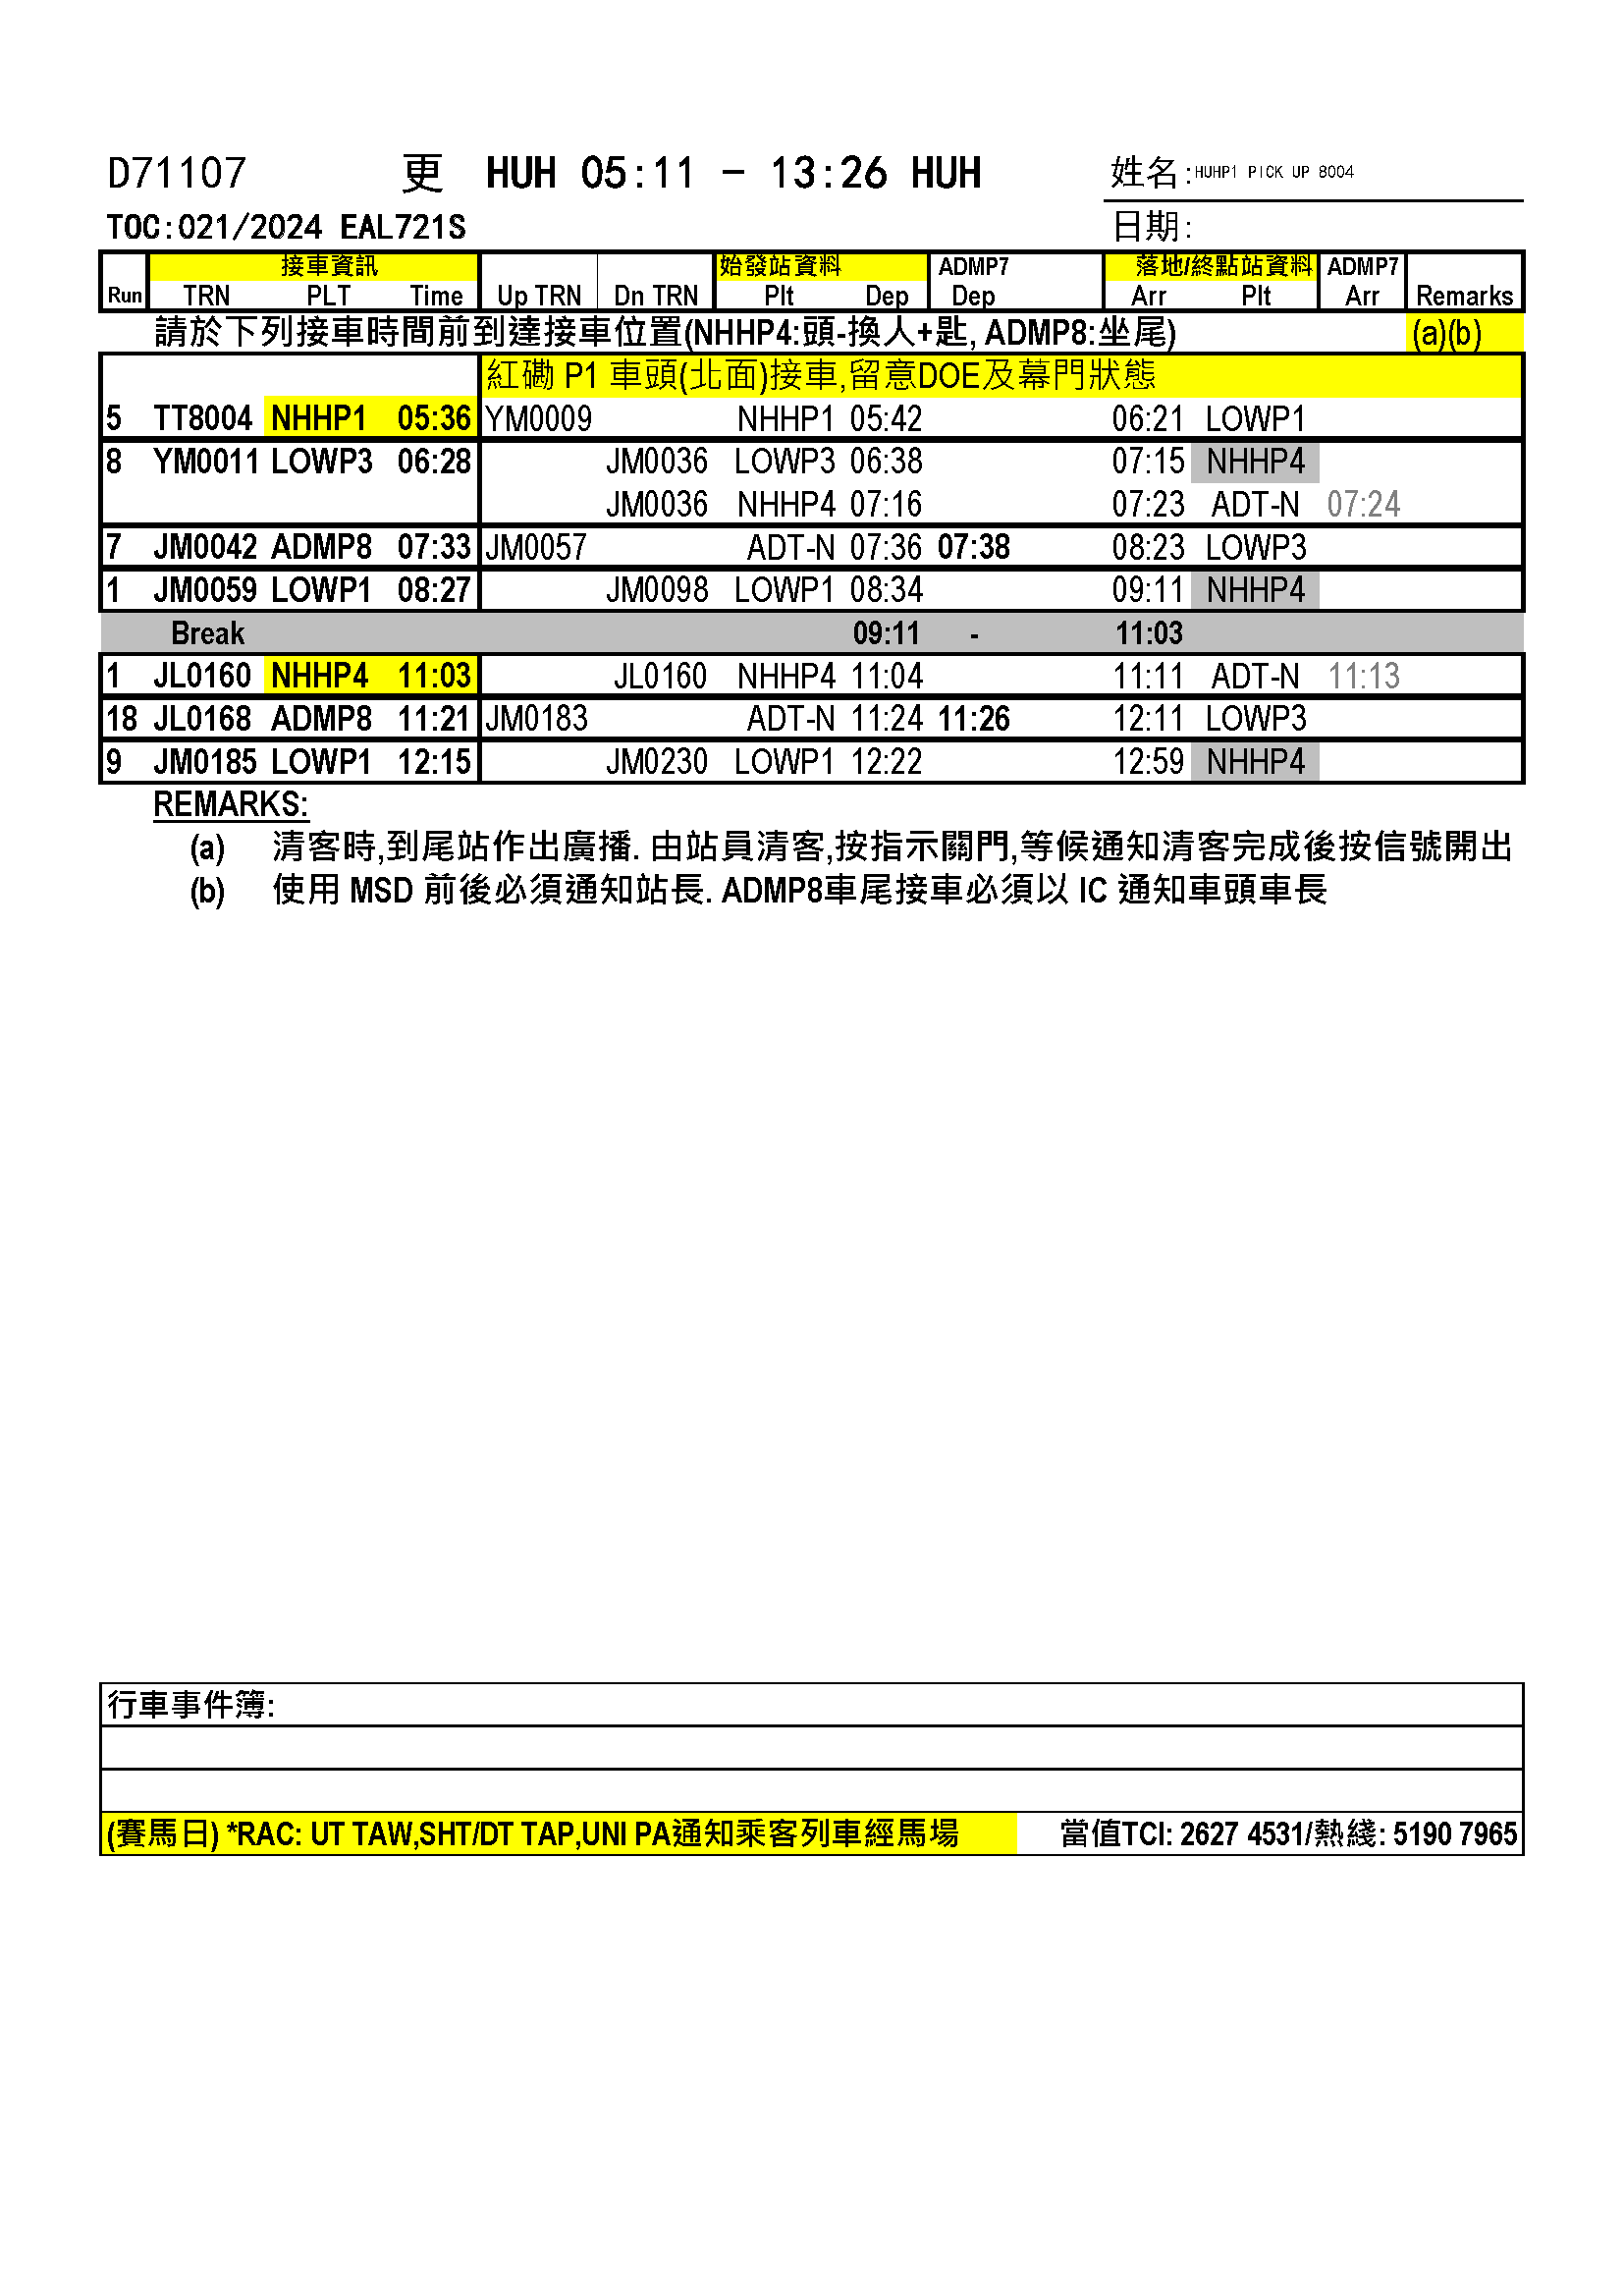 D71107 更 HUH 05:11 - 13:26 HUH 姓名:HUHP1 PICK UP 8004
TOC:021/2024 EAL721S 日期:
接車資訊 始發站資料 ADMP7 落地/終點站資料 ADMP7
Run TRN PLT Time Up TRN Dn TRN Plt Dep Dep Arr Plt Arr Remarks
請於下列接車時間前到達接車位置(NHHP4:頭-換人+匙, ADMP8:坐尾) (a)(b)
紅磡 P1 車頭(北面)接車,留意DOE及幕門狀態
5 TT8004 NHHP1 05:36 YM0009 NHHP1 05:42 06:21 LOWP1
8 YM0011 LOWP3 06:28 JM0036 LOWP3 06:38 07:15 NHHP4
JM0036 NHHP4 07:16 07:23 ADT-N 07:24
7 JM0042 ADMP8 07:33 JM0057 ADT-N 07:36 07:38 08:23 LOWP3
1 JM0059 LOWP1 08:27 JM0098 LOWP1 08:34 09:11 NHHP4
Break 09:11 - 11:03
1 JL0160 NHHP4 11:03 JL0160 NHHP4 11:04 11:11 ADT-N 11:13
18 JL0168 ADMP8 11:21 JM0183 ADT-N 11:24 11:26 12:11 LOWP3
9 JM0185 LOWP1 12:15 JM0230 LOWP1 12:22 12:59 NHHP4
REMARKS:
(a) 清客時,到尾站作出廣播. 由站員清客,按指示關門,等候通知清客完成後按信號開出
(b) 使用 MSD 前後必須通知站長. ADMP8車尾接車必須以 IC 通知車頭車長
行車事件簿:
(賽馬日) *RAC: UT TAW,SHT/DT TAP,UNI PA通知乘客列車經馬場 當值TCI: 2627 4531/熱綫: 5190 7965